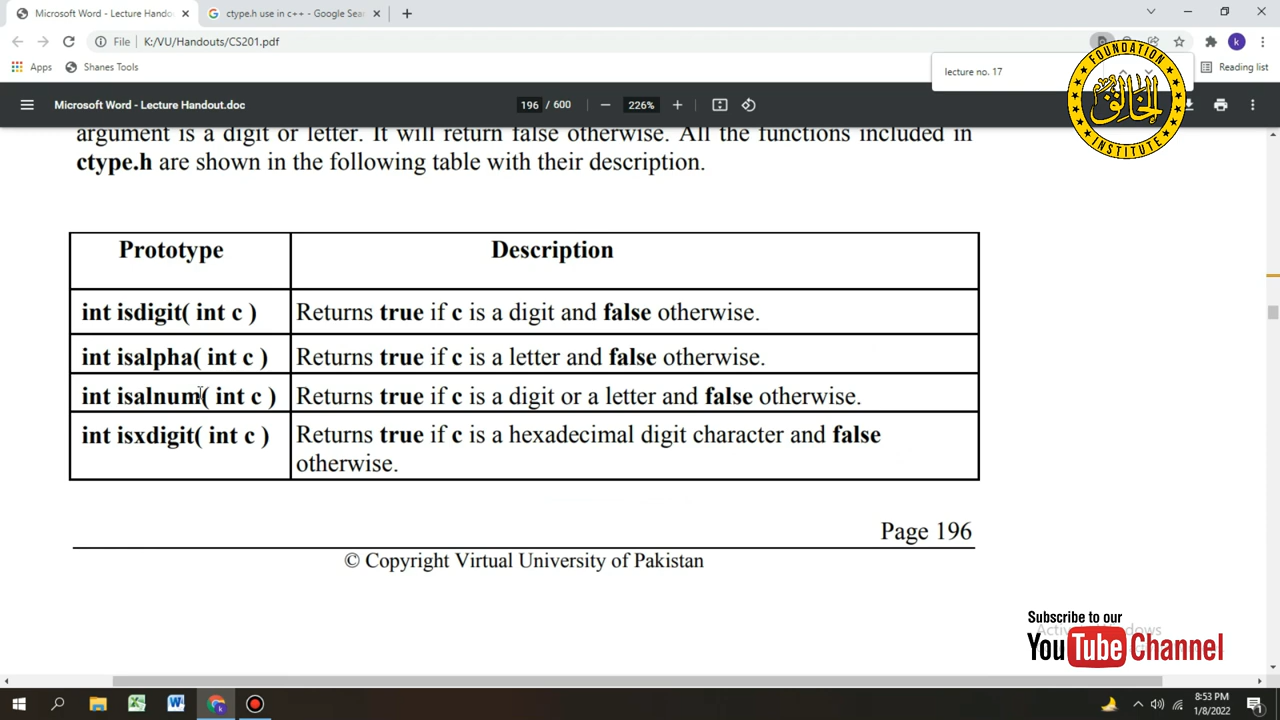 Microsoft Word - Lecture Hando
ctype.h use in c++ - Google Sea
File K:/VU/Handouts/CS201.pdf
Apps Shanes Tools
lecture no. 17
Reading list
Microsoft Word - Lecture Handout.doc
196 / 600
226%
FOUNDATION
الخالق
INSTITUTE
argument is a digit or letter. It will return false otherwise. All the functions included in
ctype.h are shown in the following table with their description.
Prototype Description
int isdigit( int c ) Returns true if c is a digit and false otherwise.
int isalpha( int c ) Returns true if c is a letter and false otherwise.
int isalnum( int c ) Returns true if c is a digit or a letter and false otherwise.
int isxdigit( int c ) Returns true if c is a hexadecimal digit character and false
otherwise.
Page 196
© Copyright Virtual University of Pakistan
Subscribe to our
YouTube Channel
8:53 PM
1/8/2022